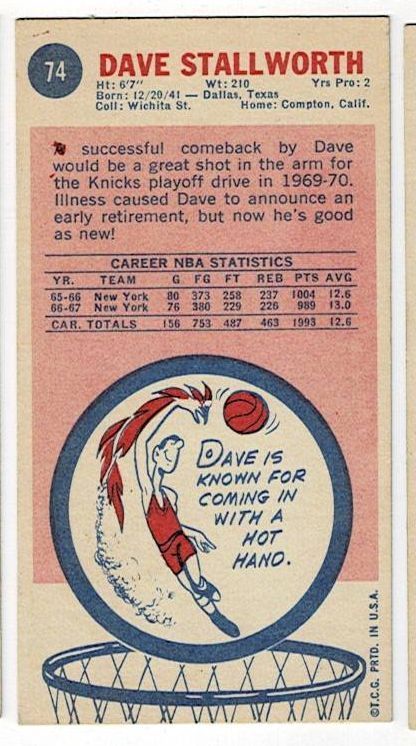 74
DAVE STALLWORTH
Ht: 6'7" Wt: 210 Yrs Pro: 2
Born: 12/20/41 — Dallas, Texas
Coll: Wichita St. Home: Compton, Calif.
A successful comeback by Dave
would be a great shot in the arm for
the Knicks playoff drive in 1969-70.
Illness caused Dave to announce an
early retirement, but now he's good
as new!
CAREER NBA STATISTICS
YR. TEAM G FG FT REB PTS AVG
65-66 New York 80 373 258 237 1004 12.6
66-67 New York 76 380 229 226 989 13.0
CAR. TOTALS 156 753 487 463 1993 12.6
DAVE IS
KNOWN FOR
COMING IN
WITH A
HOT
HAND.
©T.C.G. PRTD. IN U.S.A.